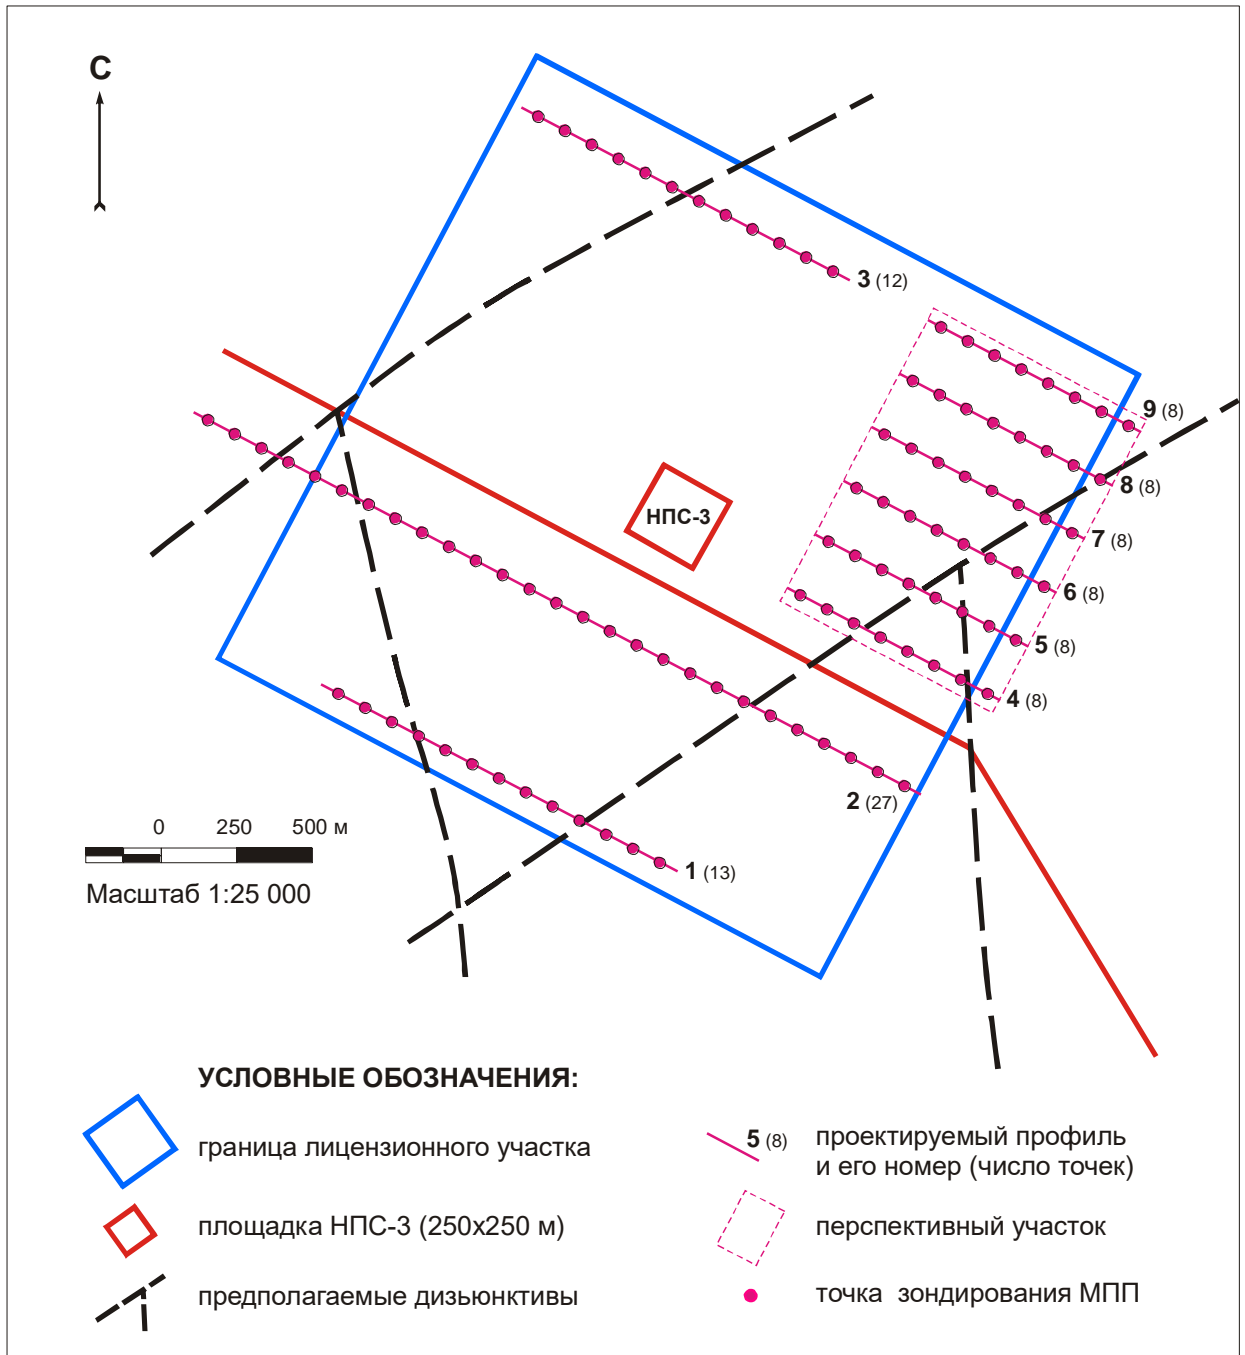 С
3 (12)
9 (8)
8 (8)
НПС-3
7 (8)
6 (8)
5 (8)
4 (8)
2 (27)
0 250 500 м
1 (13)
Масштаб 1:25 000
УСЛОВНЫЕ ОБОЗНАЧЕНИЯ:
граница лицензионного участка
площадка НПС-3 (250х250 м)
предполагаемые дизьюнктивы
5 (8)
проектируемый профиль
и его номер (число точек)
перспективный участок
точка зондирования МПП